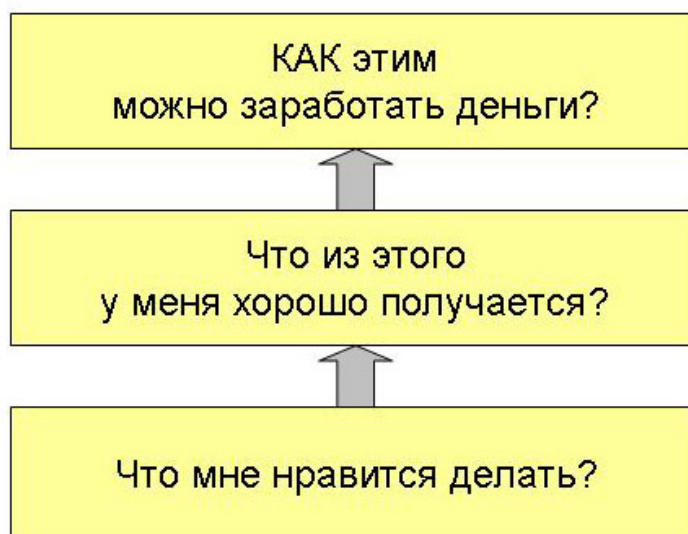 КАК этим
можно заработать деньги?
Что из этого
у меня хорошо получается?
Что мне нравится делать?